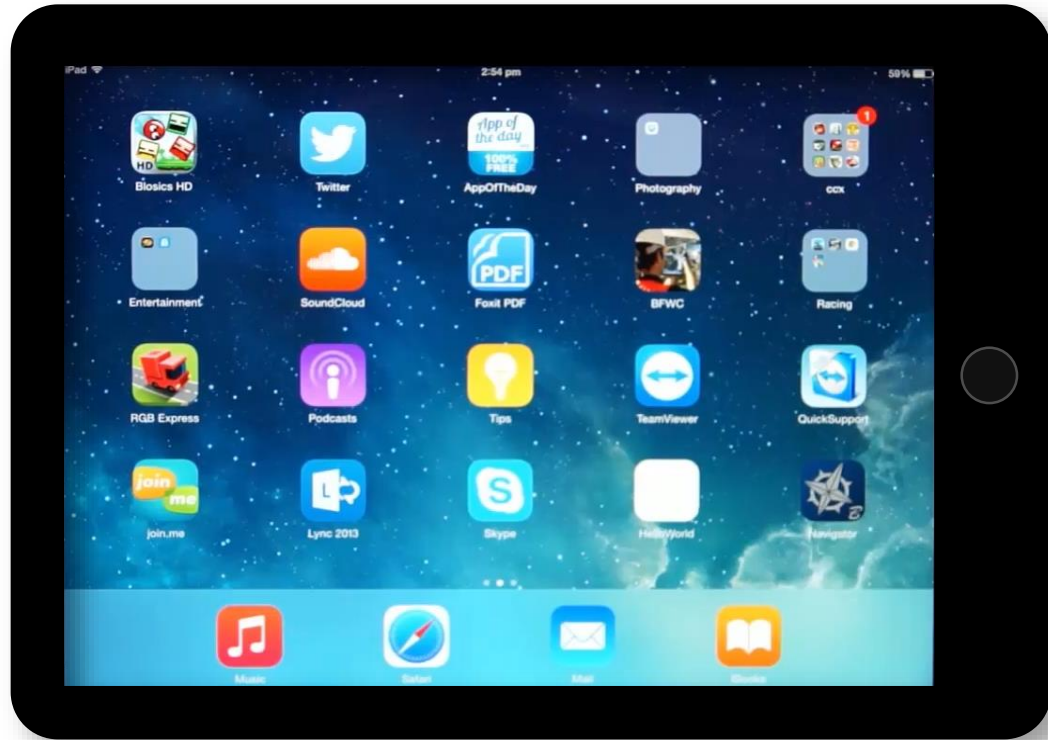 iPad 2:54 pm 59%
App of
the day
100%
FREE
1
HD
Blosics HD Twitter AppOfTheDay Photography ccx
PDF
Entertainment SoundCloud Foxit PDF BFWC Racing
RGB Express Podcasts Tips TeamViewer QuickSupport
join
me
L
S
B
join.me Lync 2013 Skype HelloWorld Navigator
Music Safari Mail iBooks